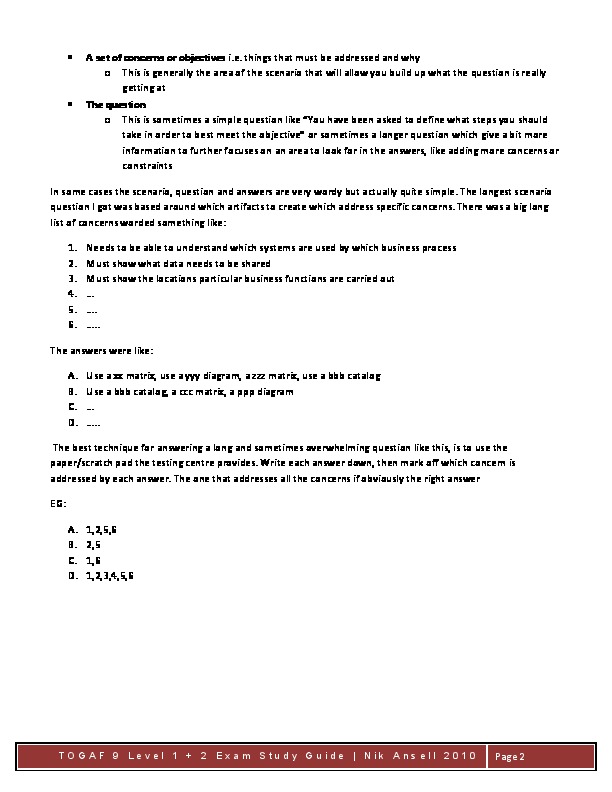 ▪ A set of concerns or objectives i.e. things that must be addressed and why
o This is generally the area of the scenario that will allow you build up what the question is really
getting at
▪ The question
o This is sometimes a simple question like "You have been asked to define what steps you should
take in order to best meet the objective" or sometimes a longer question which give a bit more
information to further focuses on an area to look for in the answers, like adding more concerns or
constraints
In some cases the scenario, question and answers are very wordy but actually quite simple. The longest scenario
question I got was based around which artifacts to create which address specific concerns. There was a big long
list of concerns worded something like:
1. Needs to be able to understand which systems are used by which business process
2. Must show what data needs to be shared
3. Must show the locations particular business functions are carried out
4. ...
5. ....
6. .....
The answers were like:
A. Use a xx matrix, use a yyy diagram, a zzz matrix, use a bbb catalog
B. Use a bbb catalog, a ccc matrix, a ppp diagram
C. ...
D. .....
The best technique for answering a long and sometimes overwhelming question like this, is to use the
paper/scratch pad the testing centre provides. Write each answer down, then mark off which concern is
addressed by each answer. The one that addresses all the concerns if obviously the right answer
EG:
A. 1,2,5,6
B. 2,5
C. 1,6
D. 1,2,3,4,5,6
TOGAF 9 Level 1 + 2 Exam Study Guide | Nik Ansell 2010 Page 2